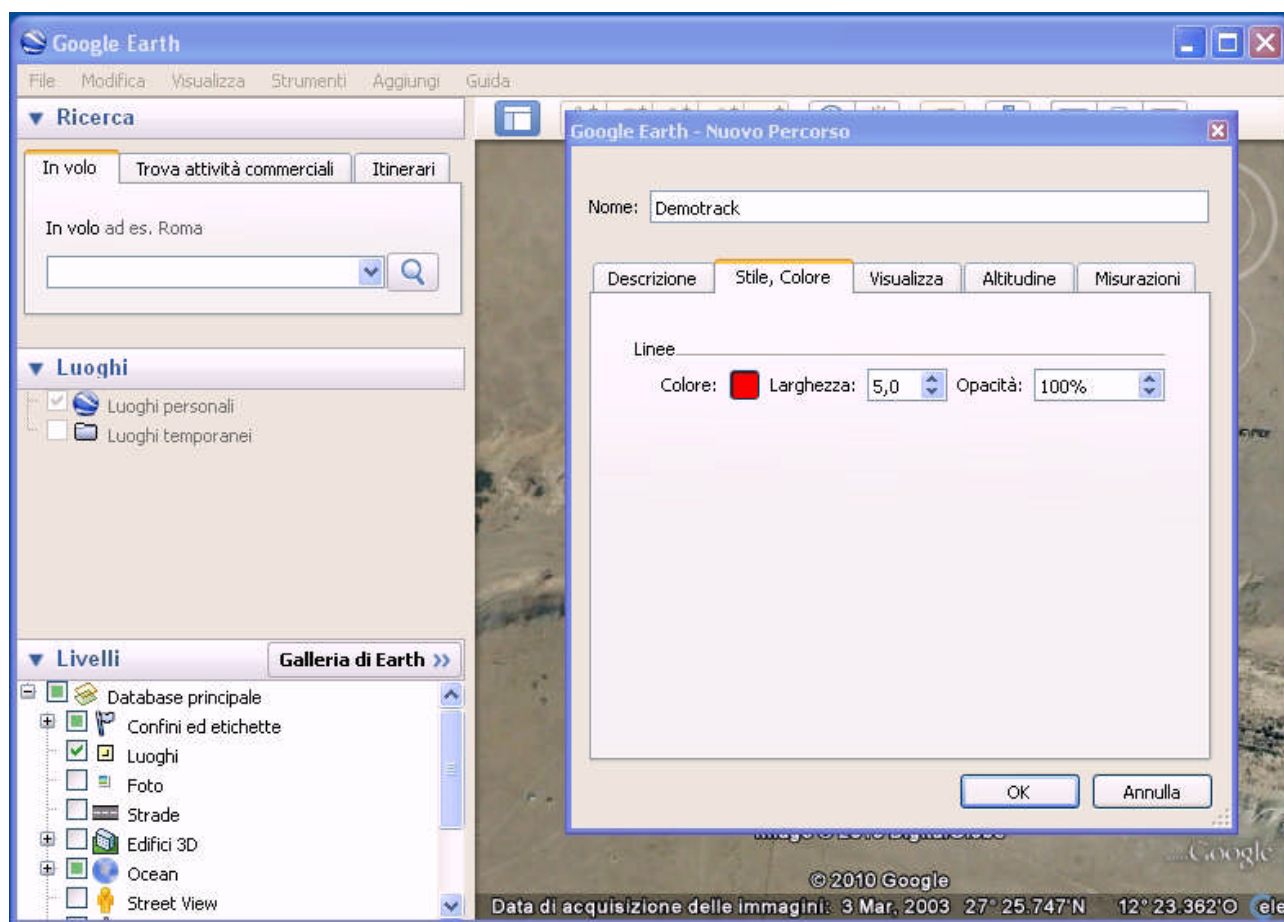 Google Earth
File Modifica Visualizza Strumenti Aggiungi Guida
Ricerca
In volo Trova attività commerciali Itinerari
In volo ad es. Roma
Luoghi
Luoghi personali
Luoghi temporanei
Livelli
Galleria di Earth »
Database principale
Confini ed etichette
Luoghi
Foto
Strade
Edifici 3D
Ocean
Street View
Google Earth - Nuovo Percorso
Nome: Demotrack
Descrizione Stile, Colore Visualizza Altitudine Misurazioni
Linee
Colore: Larghezza: 5,0 Opacità: 100%
OK Annulla
Google
©2010 Google
Data di acquisizione delle immagini: 3 Mar, 2003 27°25.747'N 12°23.362'O ele